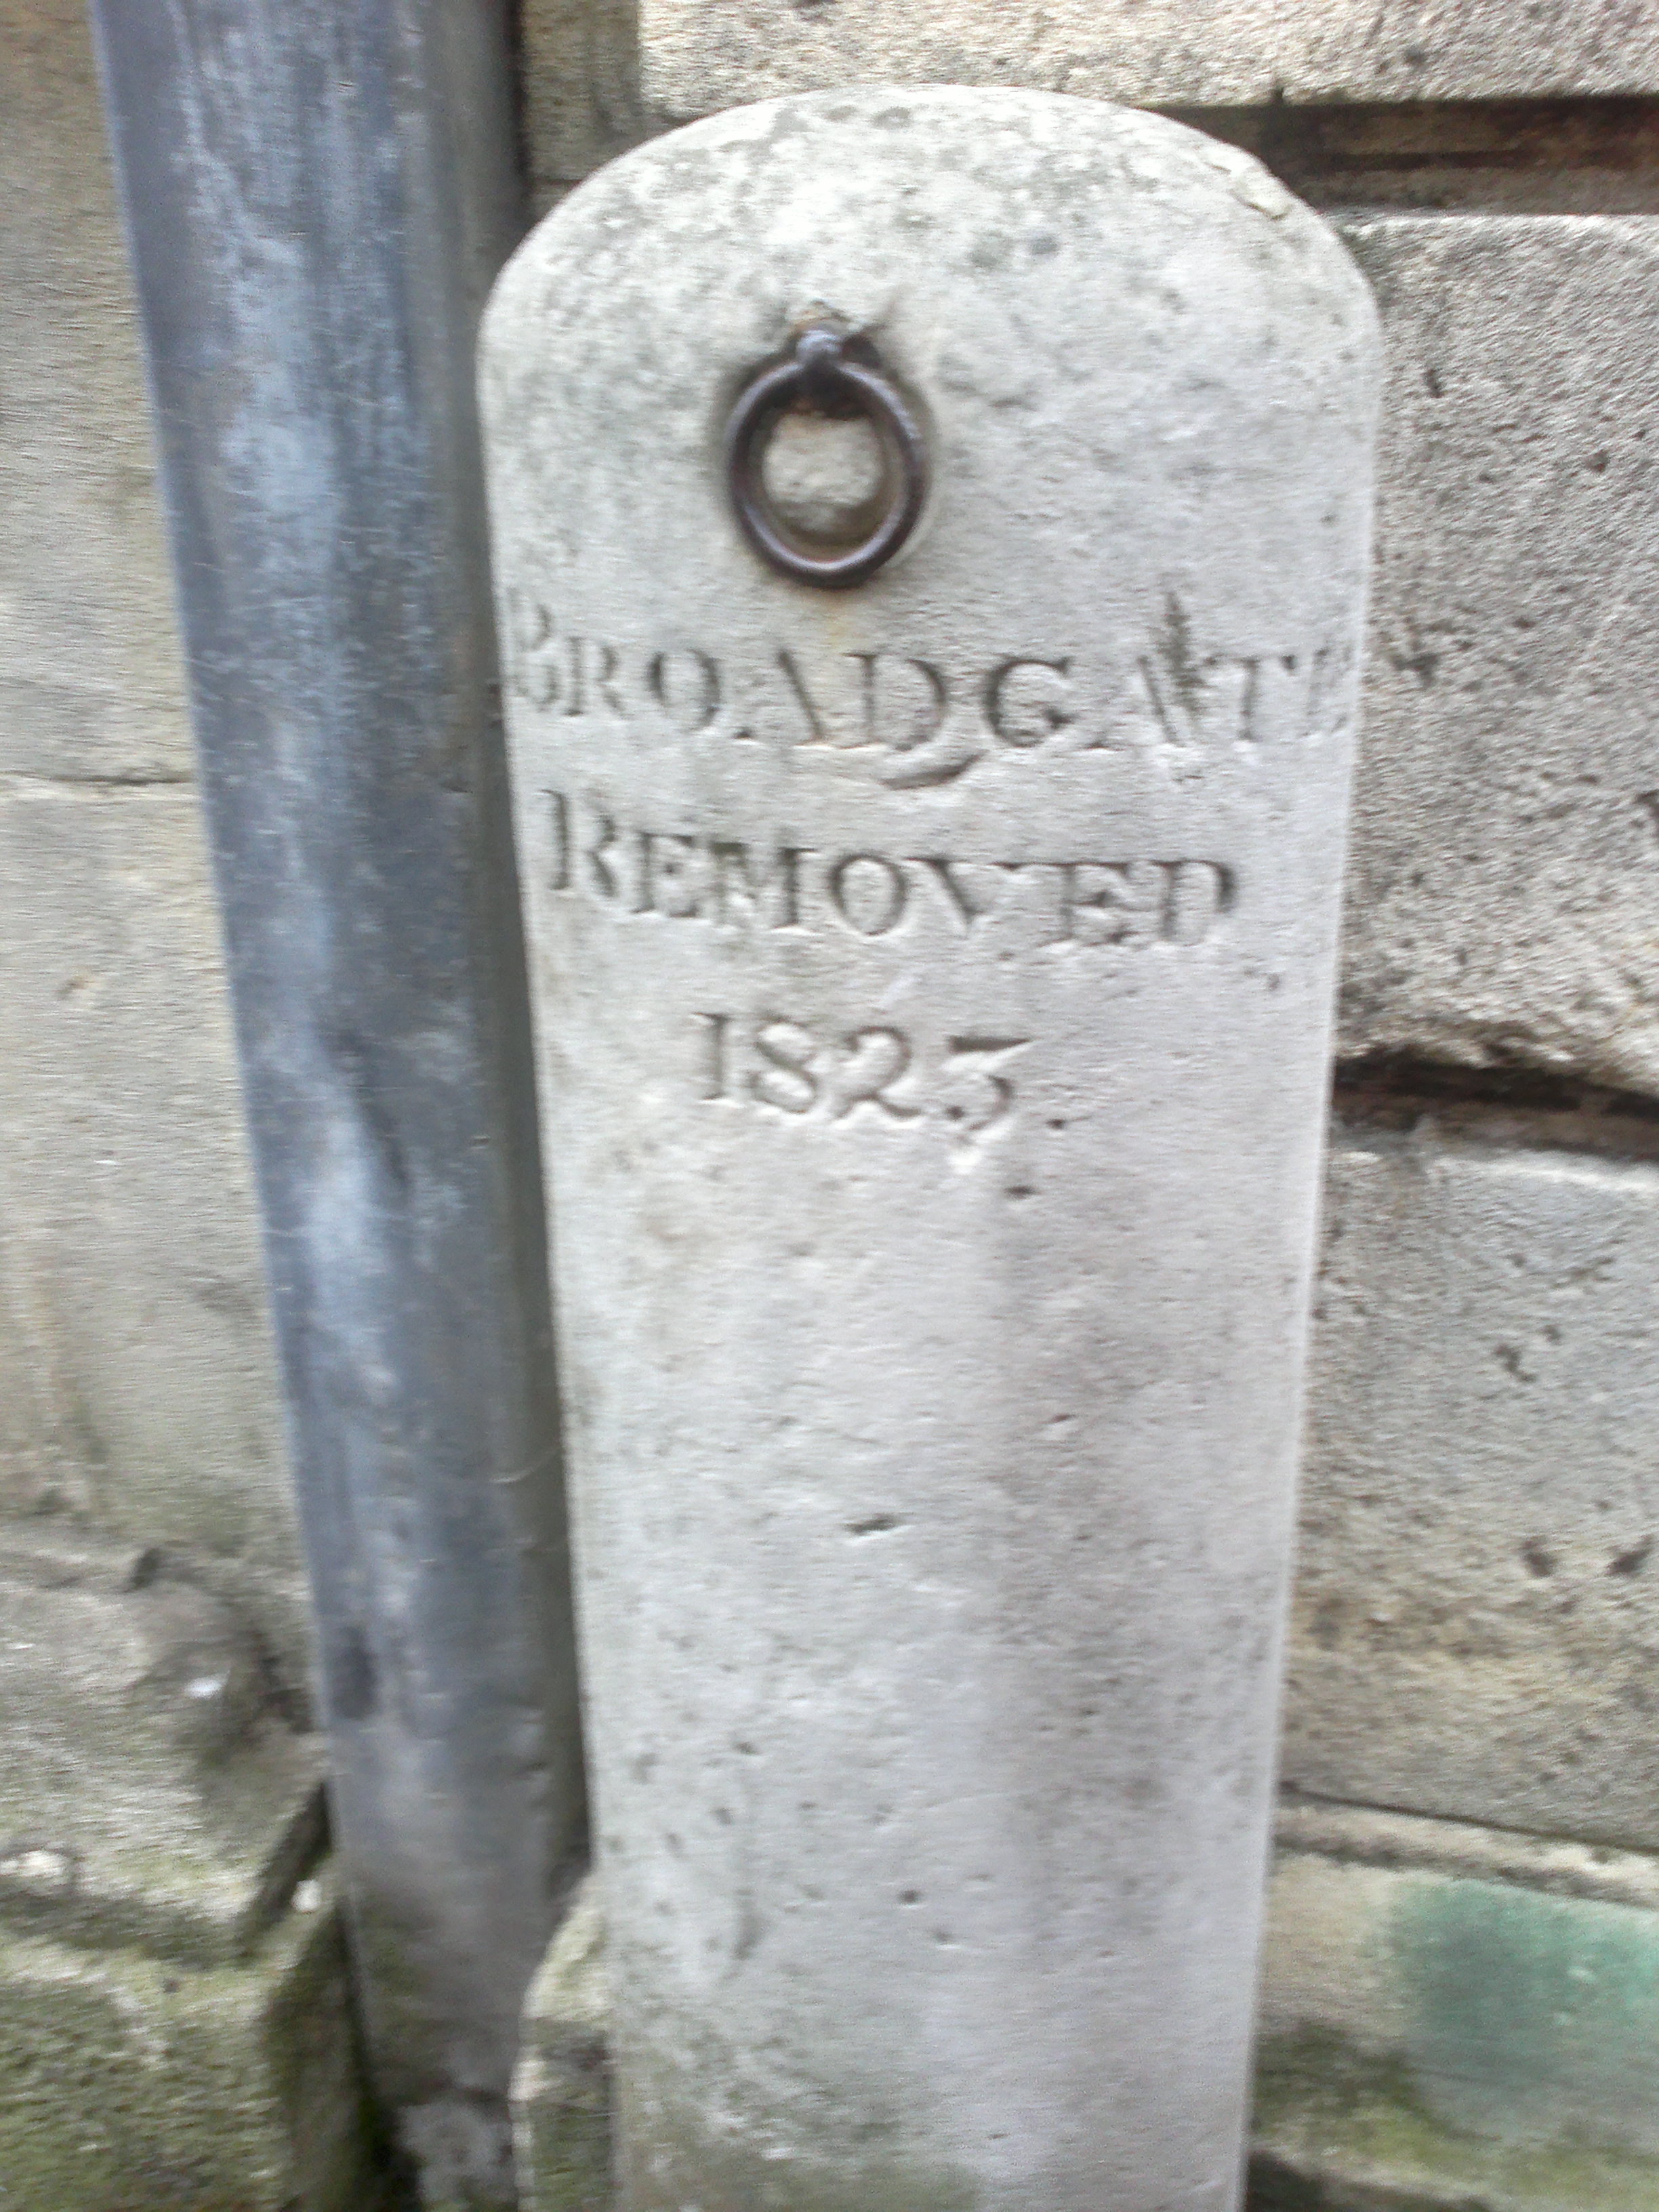 BROADGATE
REMOVED
1823.